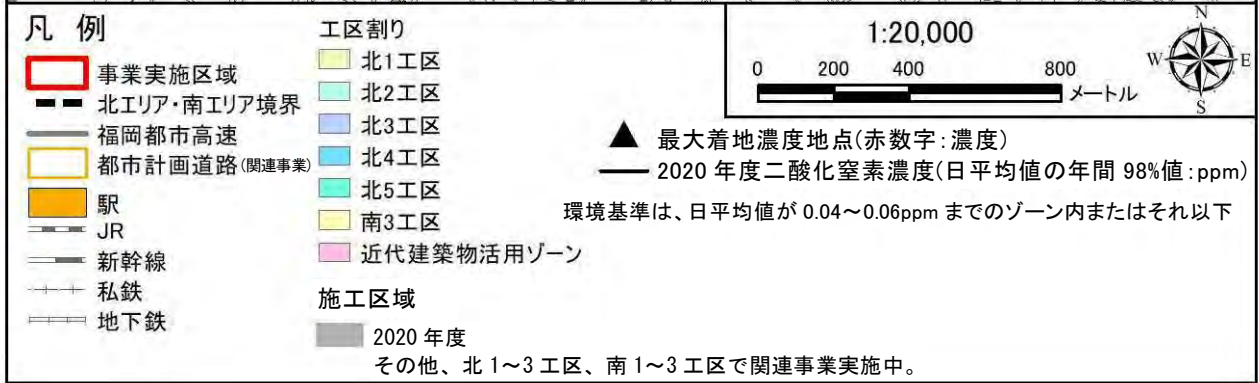 凡 例
事業実施区域
北エリア・南エリア境界
福岡都市高速
都市計画道路(関連事業)
駅
JR
新幹線
私鉄
地下鉄
工区割り
北1工区
北2工区
北3工区
北4工区
北5工区
南3工区
近代建築物活用ゾーン
施工区域
2020 年度
その他、北 1~3 工区、南 1~3 工区で関連事業実施中。
1:20,000
0 200 400 800
メートル
N
W E
S
▲ 最大着地濃度地点(赤数字:濃度)
2020 年度二酸化窒素濃度(日平均値の年間 98%値:ppm)
環境基準は、日平均値が 0.04~0.06ppm までのゾーン内またはそれ以下